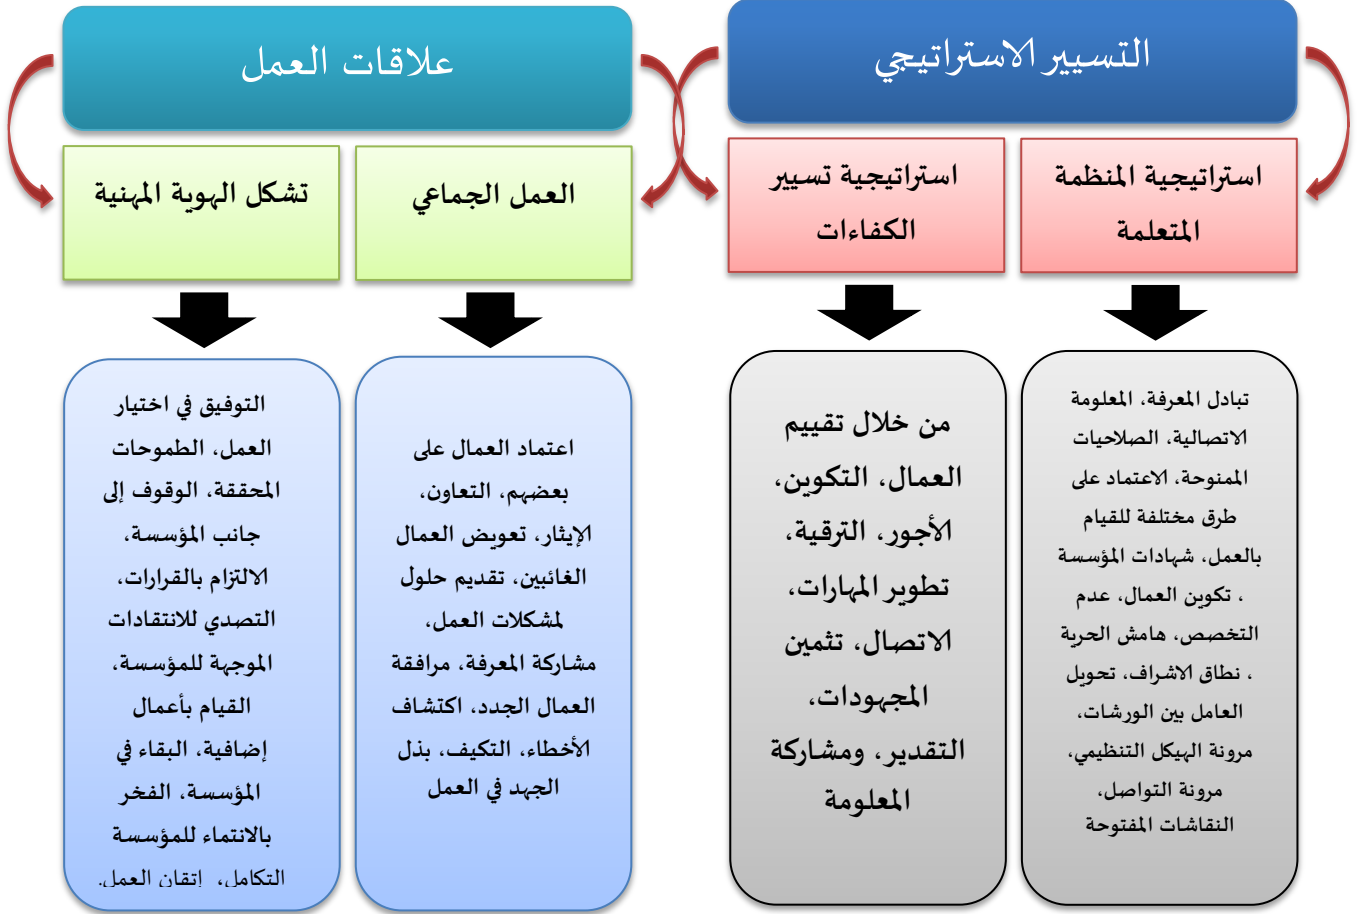 التسيير الاستراتيجي
علاقات العمل
استراتيجية المنظمة
المتعلمة
استراتيجية تسيير
الكفاءات
العمل الجماعي
تشكل الهوية المهنية
تبادل المعرفة، المعلومة
الاتصالية، الصلاحيات
الممنوحة، الاعتماد على
طرق مختلفة للقيام
بالعمل، شهادات المؤسسة
، تكوين العمال، عدم
التخصص، هامش الحرية
، نطاق الاشراف، تحويل
العامل بين الورشات،
مرونة الهيكل التنظيمي،
مرونة التواصل،
النقاشات المفتوحة
من خلال تقييم
العمال، التكوين،
الأجور، الترقية،
تطوير المهارات،
الاتصال، تثمين
المجهودات،
التقدير، ومشاركة
المعلومة
اعتماد العمال على
بعضهم، التعاون،
الإيثار، تعويض العمال
الغائبين، تقديم حلول
لمشكلات العمل،
مشاركة المعرفة، مرافقة
العمال الجدد، اكتشاف
الأخطاء، التكيف، بذل
الجهد في العمل
التوفيق في اختيار
العمل، الطموحات
المحققة، الوقوف إلى
جانب المؤسسة،
الالتزام بالقرارات،
التصدي للانتقادات
الموجهة للمؤسسة،
القيام بأعمال
إضافية، البقاء في
المؤسسة، الفخر
بالانتماء للمؤسسة
التكامل، إتقان العمل.